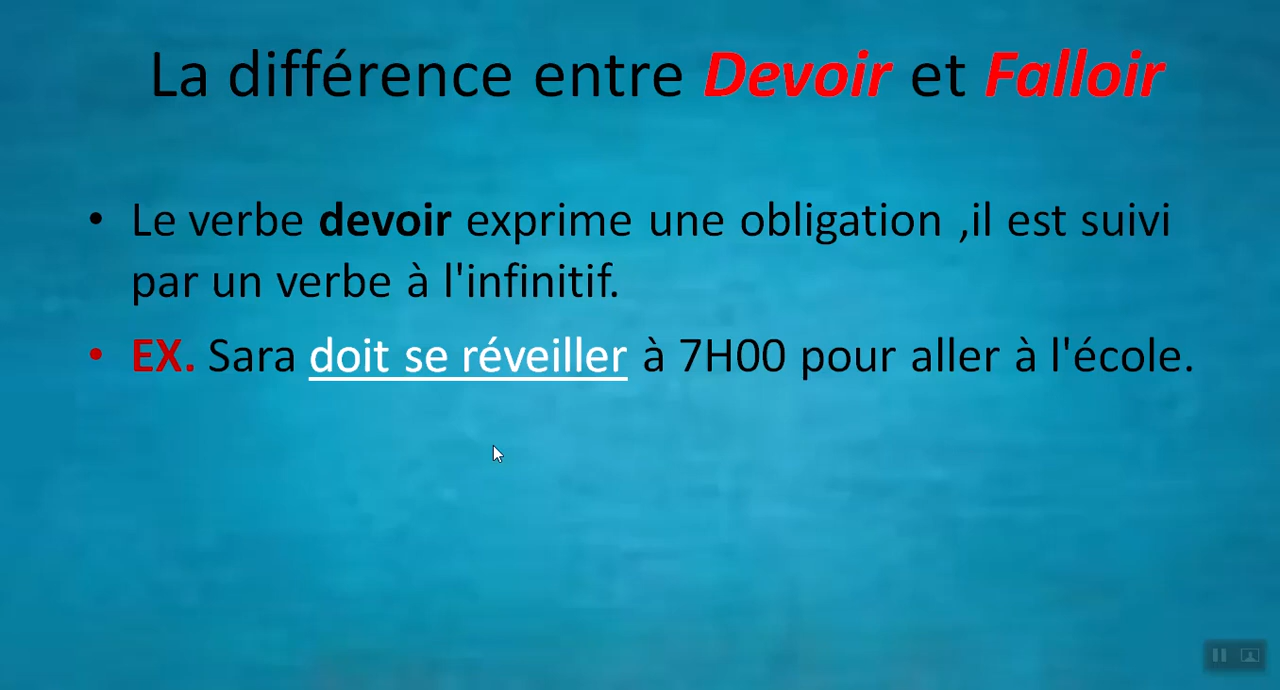 La différence entre Devoir et Falloir
• Le verbe devoir exprime une obligation ,il est suivi
par un verbe à l'infinitif.
• EX. Sara doit se réveiller à 7H00 pour aller à l'école.